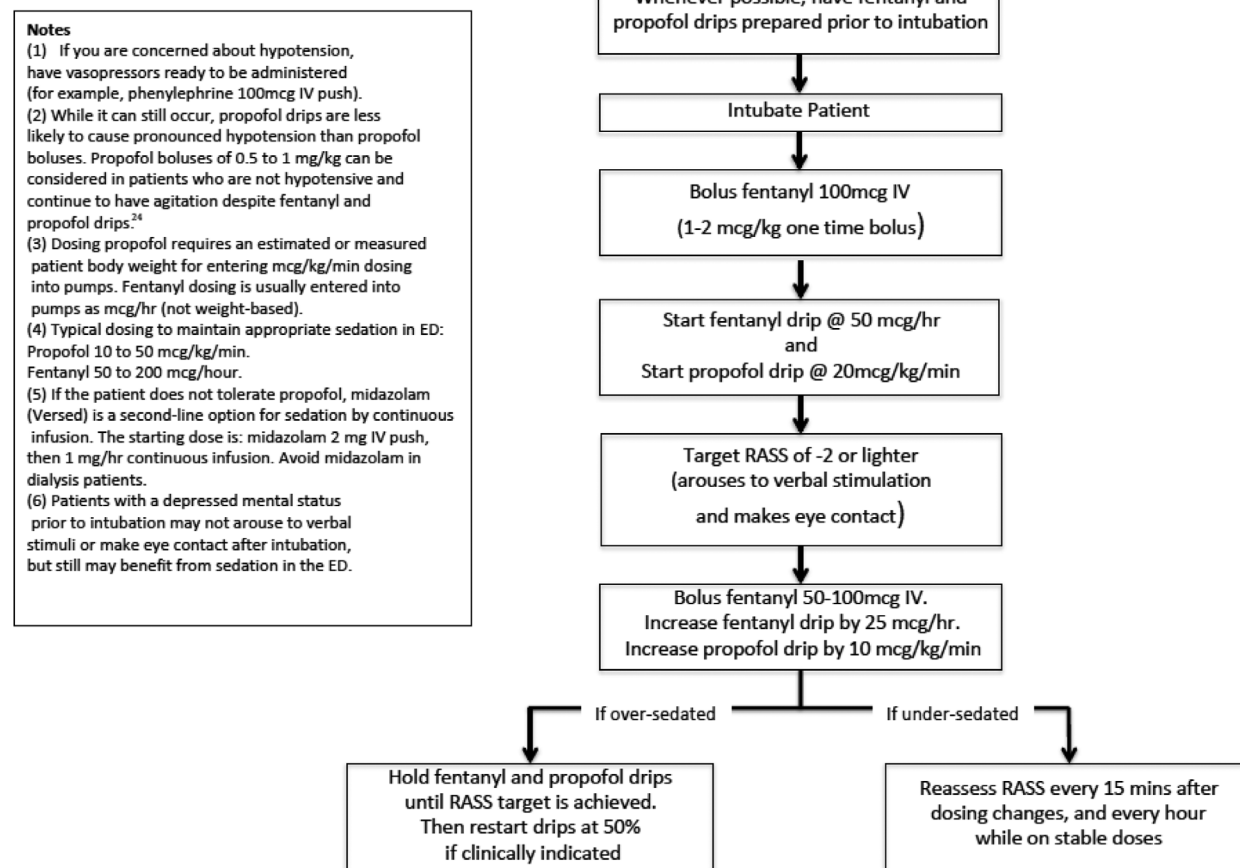 Notes
(1) If you are concerned about hypotension,
have vasopressors ready to be administered
(for example, phenylephrine 100mcg IV push).
(2) While it can still occur, propofol drips are less
likely to cause pronounced hypotension than propofol
boluses. Propofol boluses of 0.5 to 1 mg/kg can be
considered in patients who are not hypotensive and
continue to have agitation despite fentanyl and
propofol drips.24
(3) Dosing propofol requires an estimated or measured
patient body weight for entering mcg/kg/min dosing
into pumps. Fentanyl dosing is usually entered into
pumps as mcg/hr (not weight-based).
(4) Typical dosing to maintain appropriate sedation in ED:
Propofol 10 to 50 mcg/kg/min.
Fentanyl 50 to 200 mcg/hour.
(5) If the patient does not tolerate propofol, midazolam
(Versed) is a second-line option for sedation by continuous
infusion. The starting dose is: midazolam 2 mg IV push,
then 1 mg/hr continuous infusion. Avoid midazolam in
dialysis patients.
(6) Patients with a depressed mental status
prior to intubation may not arouse to verbal
stimuli or make eye contact after intubation,
but still may benefit from sedation in the ED.
Whenever possible, have fentanyl and
propofol drips prepared prior to intubation
Intubate Patient
Bolus fentanyl 100mcg IV
(1-2 mcg/kg one time bolus)
Start fentanyl drip @ 50 mcg/hr
and
Start propofol drip @ 20mcg/kg/min
Target RASS of -2 or lighter
(arouses to verbal stimulation
and makes eye contact)
Bolus fentanyl 50-100mcg IV.
Increase fentanyl drip by 25 mcg/hr.
Increase propofol drip by 10 mcg/kg/min
If over-sedated
If under-sedated
Hold fentanyl and propofol drips
until RASS target is achieved.
Then restart drips at 50%
if clinically indicated
Reassess RASS every 15 mins after
dosing changes, and every hour
while on stable doses